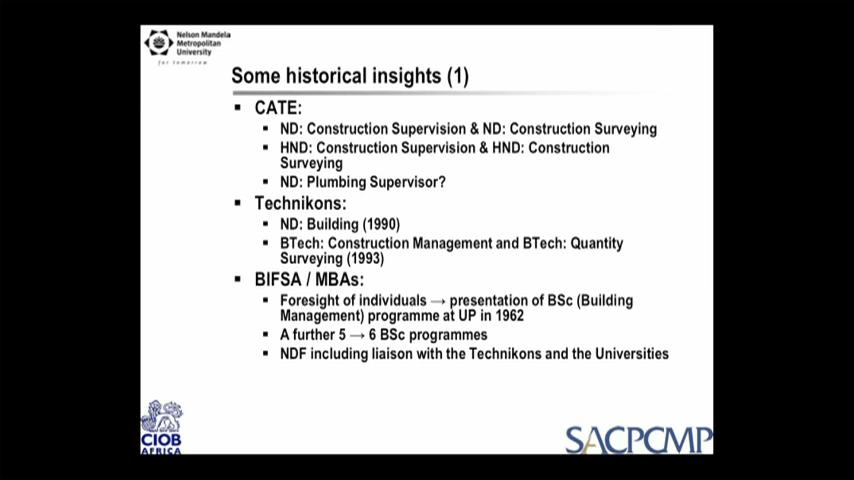 Nelson Mandela
Metropolitan
University
for tomorrow
Some historical insights (1)
▪ CATE:
▪ ND: Construction Supervision & ND: Construction Surveying
▪ HND: Construction Supervision & HND: Construction
Surveying
▪ ND: Plumbing Supervisor?
▪ Technikons:
▪ ND: Building (1990)
▪ BTech: Construction Management and BTech: Quantity
Surveying (1993)
▪ BIFSA / MBAs:
▪ Foresight of individuals → presentation of BSc (Building
Management) programme at UP in 1962
▪ A further 5 → 6 BSc programmes
▪ NDF including liaison with the Technikons and the Universities
CIOB
AFRICA
SACPCMP